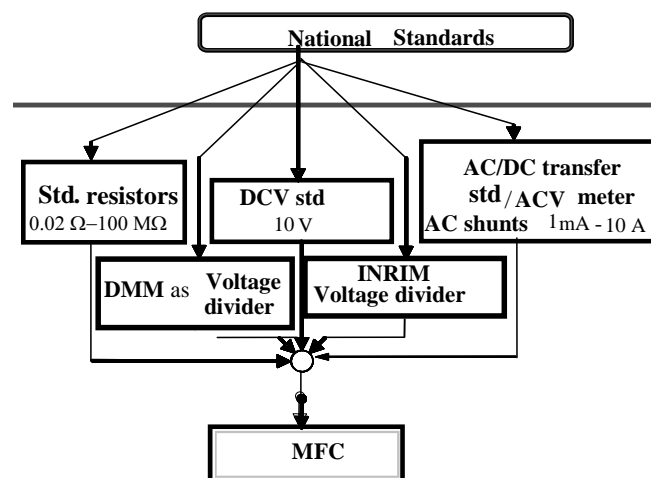 National Standards
Std. resistors
0.02 Ω–100 MΩ
DCV std
10 V
AC/DC transfer
std/ACV meter
AC shunts 1mA - 10 A
DMM as Voltage
divider
INRIM
Voltage divider
MFC